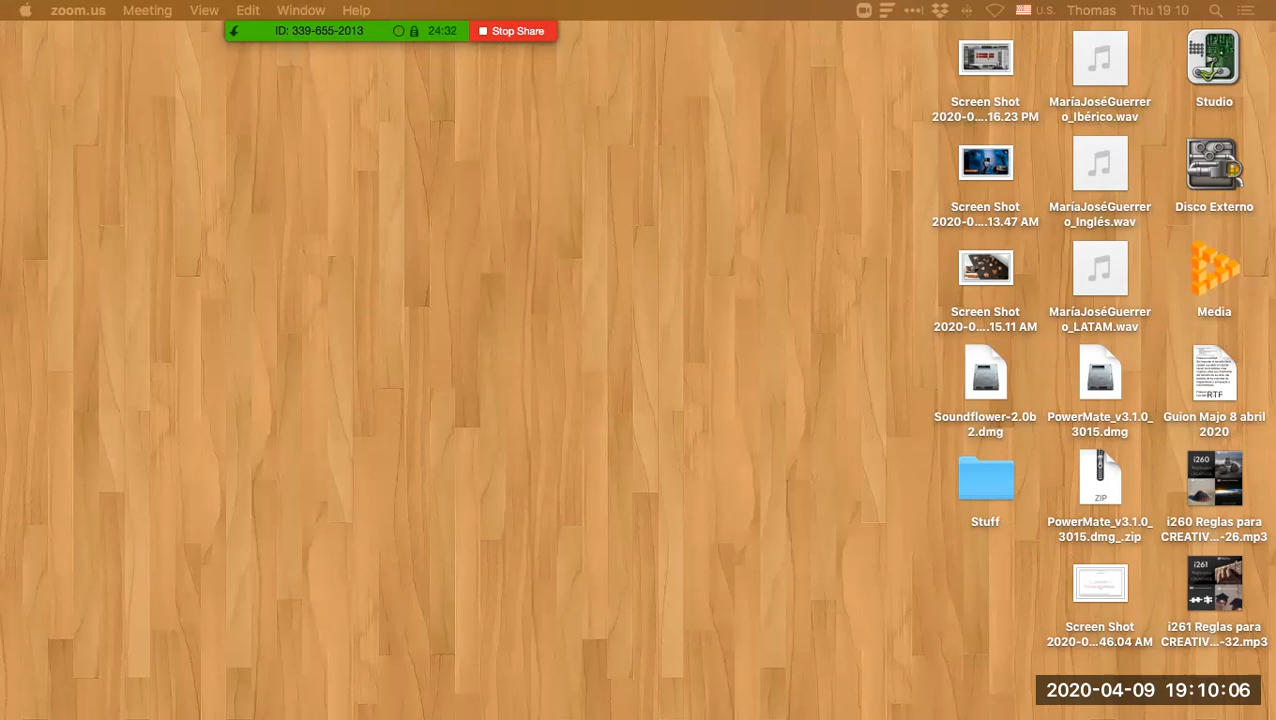 zoom.us Meeting View Edit Window Help U.S. Thomas Thu 19 10
ID: 339-655-2013 24:32 Stop Share
Screen Shot
2020-0....16.23 PM
MaríaJoséGuerrer
o_Ibérico.wav
Studio
Screen Shot
2020-0....13.47 AM
MaríaJoséGuerrer
o_Inglés.wav
Disco Externo
Screen Shot
2020-0....15.11 AM
MaríaJoséGuerrer
o_LATAM.wav
Media
Soundflower-2.0b
2.dmg
PowerMate_v3.1.0_
3015.dmg
RTF
Guion Majo 8 abril
2020
Stuff
ZIP
PowerMate_v3.1.0_
3015.dmg_.zip
i260
i260 Reglas para
CREATIV...-26.mp3
Screen Shot
2020-0...46.04 AM
i261
i261 Reglas para
CREATIV...-32.mp3
2020-04-09 19:10:06